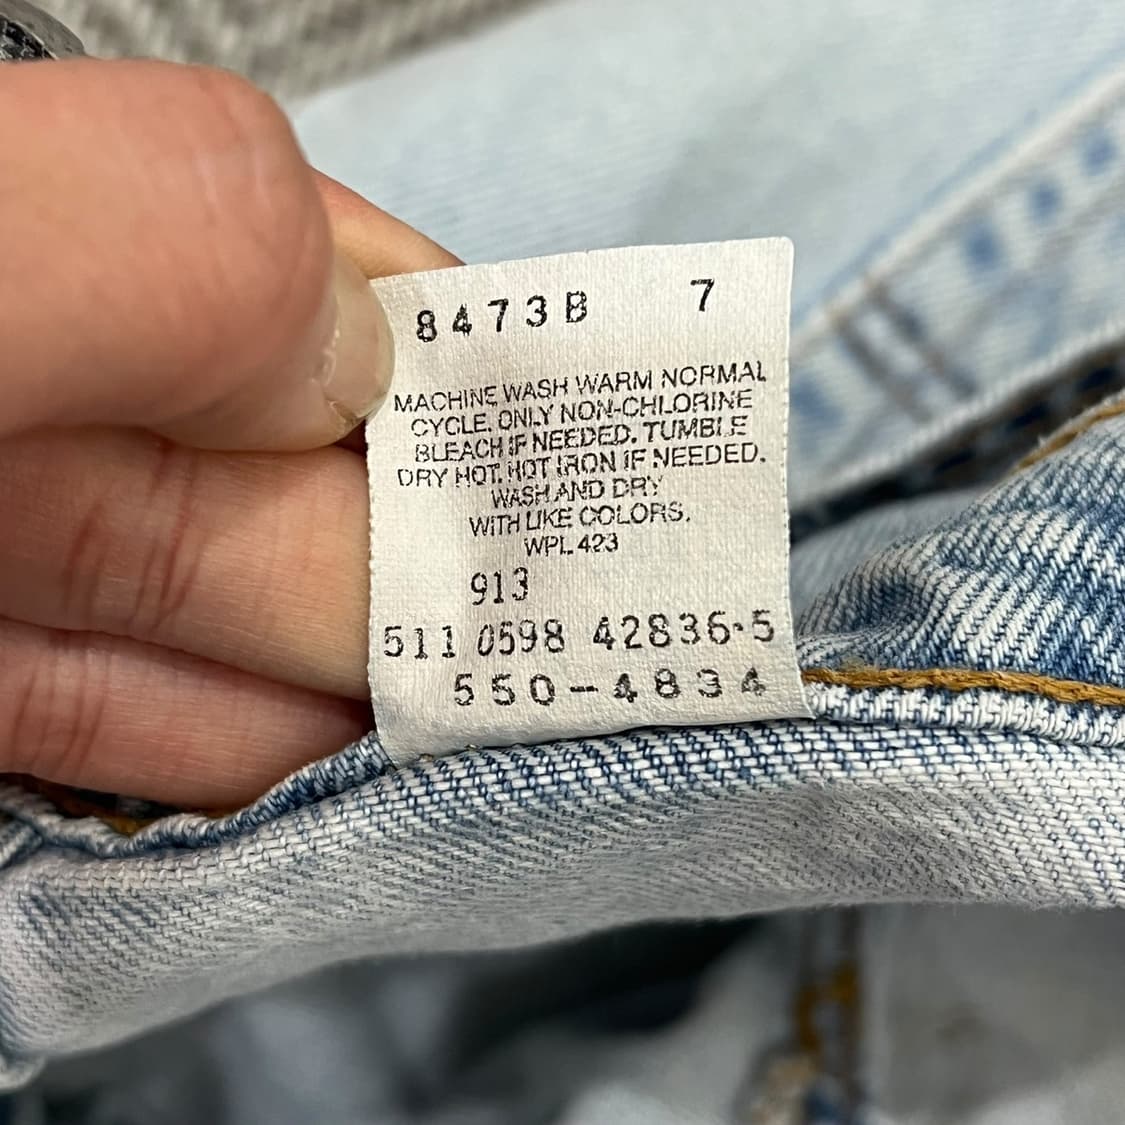 8473B 7
MACHINE WASH WARM NORMAL
CYCLE. ONLY NON-CHLORINE
BLEACH IF NEEDED. TUMBLE
DRY HOT. HOT IRON IF NEEDED.
WASH AND DRY
WITH LIKE COLORS.
WPL 423
913
511 0598 42836-5
550-4834